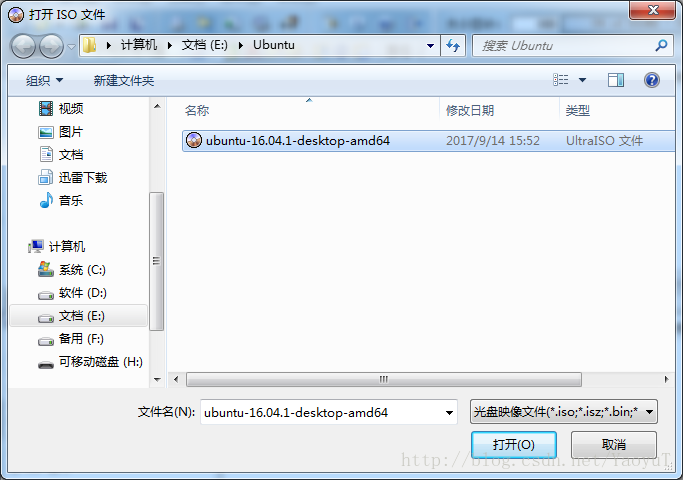 打开 ISO 文件
计算机 文档 (E:) Ubuntu
搜索 Ubuntu
组织 新建文件夹
名称 修改日期 类型
视频
图片
文档
迅雷下载
音乐
计算机
系统 (C:)
软件 (D:)
文档 (E:)
备用 (F:)
可移动磁盘 (H:)
ubuntu-16.04.1-desktop-amd64 2017/9/14 15:52 UltraISO 文件
文件名(N): ubuntu-16.04.1-desktop-amd64 光盘映像文件(*.iso;*.isz;*.bin;*
打开(O) 取消
http://blog.csdn.net/YaoyuT